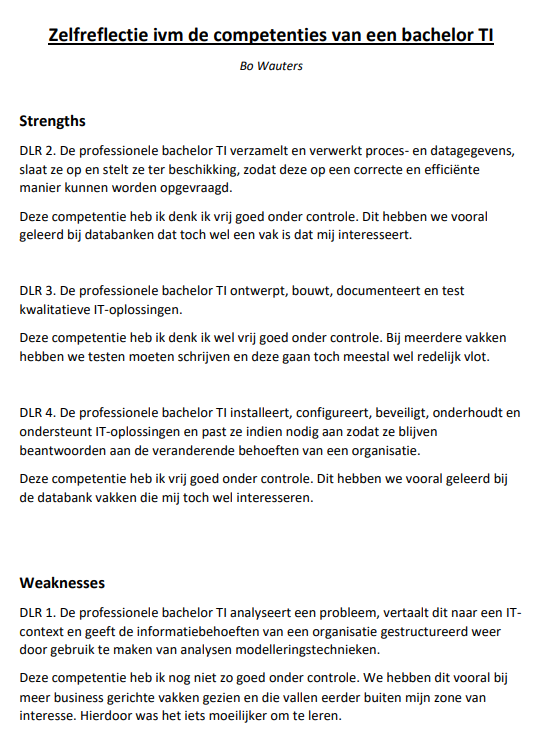 Zelfreflectie ivm de competenties van een bachelor TI
Bo Wauters
Strengths
DLR 2. De professionele bachelor TI verzamelt en verwerkt proces- en datagegevens,
slaat ze op en stelt ze ter beschikking, zodat deze op een correcte en efficiënte
manier kunnen worden opgevraagd.
Deze competentie heb ik denk ik vrij goed onder controle. Dit hebben we vooral
geleerd bij databanken dat toch wel een vak is dat mij interesseert.
DLR 3. De professionele bachelor TI ontwerpt, bouwt, documenteert en test
kwalitatieve IT-oplossingen.
Deze competentie heb ik denk ik wel vrij goed onder controle. Bij meerdere vakken
hebben we testen moeten schrijven en deze gaan toch meestal wel redelijk vlot.
DLR 4. De professionele bachelor TI installeert, configureert, beveiligt, onderhoudt en
ondersteunt IT-oplossingen en past ze indien nodig aan zodat ze blijven
beantwoorden aan de veranderende behoeften van een organisatie.
Deze competentie heb ik vrij goed onder controle. Dit hebben we vooral geleerd bij
de databank vakken die mij toch wel interesseren.
Weaknesses
DLR 1. De professionele bachelor TI analyseert een probleem, vertaalt dit naar een IT-
context en geeft de informatiebehoeften van een organisatie gestructureerd weer
door gebruik te maken van analysen modelleringstechnieken.
Deze competentie heb ik nog niet zo goed onder controle. We hebben dit vooral bij
meer business gerichte vakken gezien en die vallen eerder buiten mijn zone van
interesse. Hierdoor was het iets moeilijker om te leren.